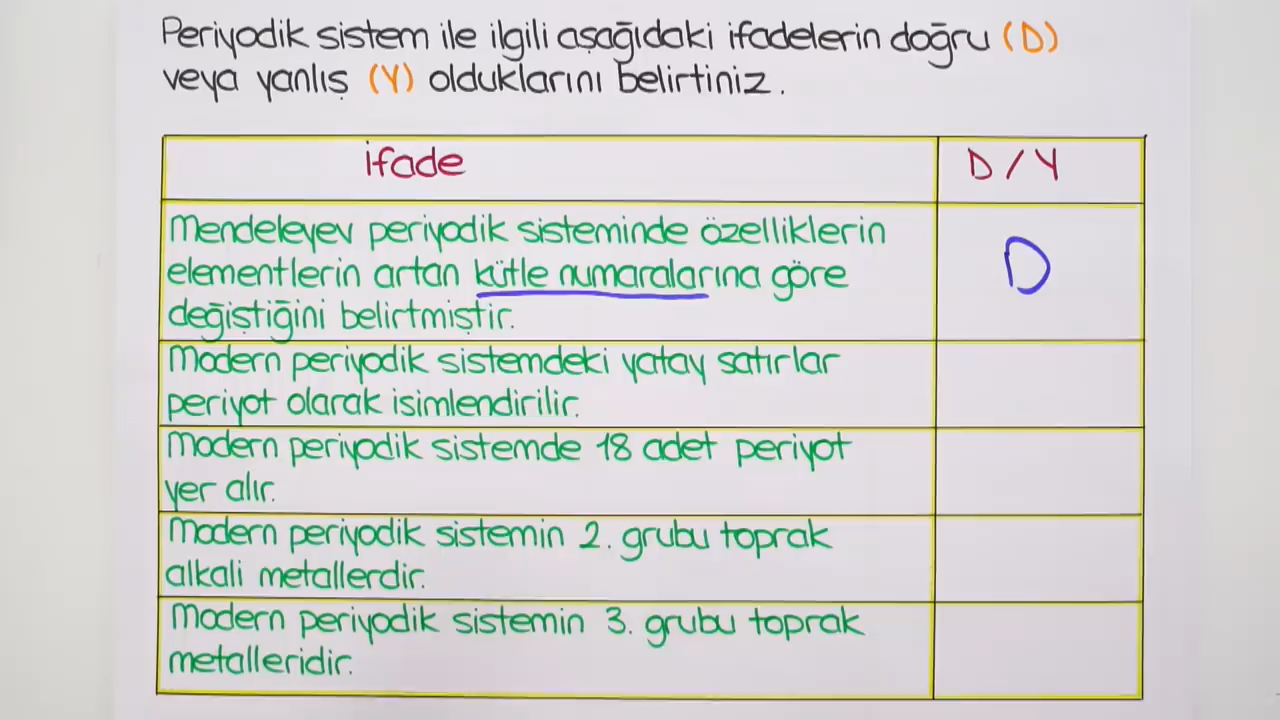 Periyodik sistem ile ilgili aşağıdaki ifadelerin doğru (D)
veya yanlış (Y) olduklarını belirtiniz.
İfade
D / Y
Mendeleyev periyodik sisteminde özelliklerin
elementlerin artan kütle numaralarına göre
değiştiğini belirtmiştir.
D
Modern periyodik sistemdeki yatay satırlar
periyot olarak isimlendirilir.
Modern periyodik sistemde 18 adet periyot
yer alır.
Modern periyodik sistemin 2. grubu toprak
alkali metallerdir.
Modern periyodik sistemin 3. grubu toprak
metalleridir.